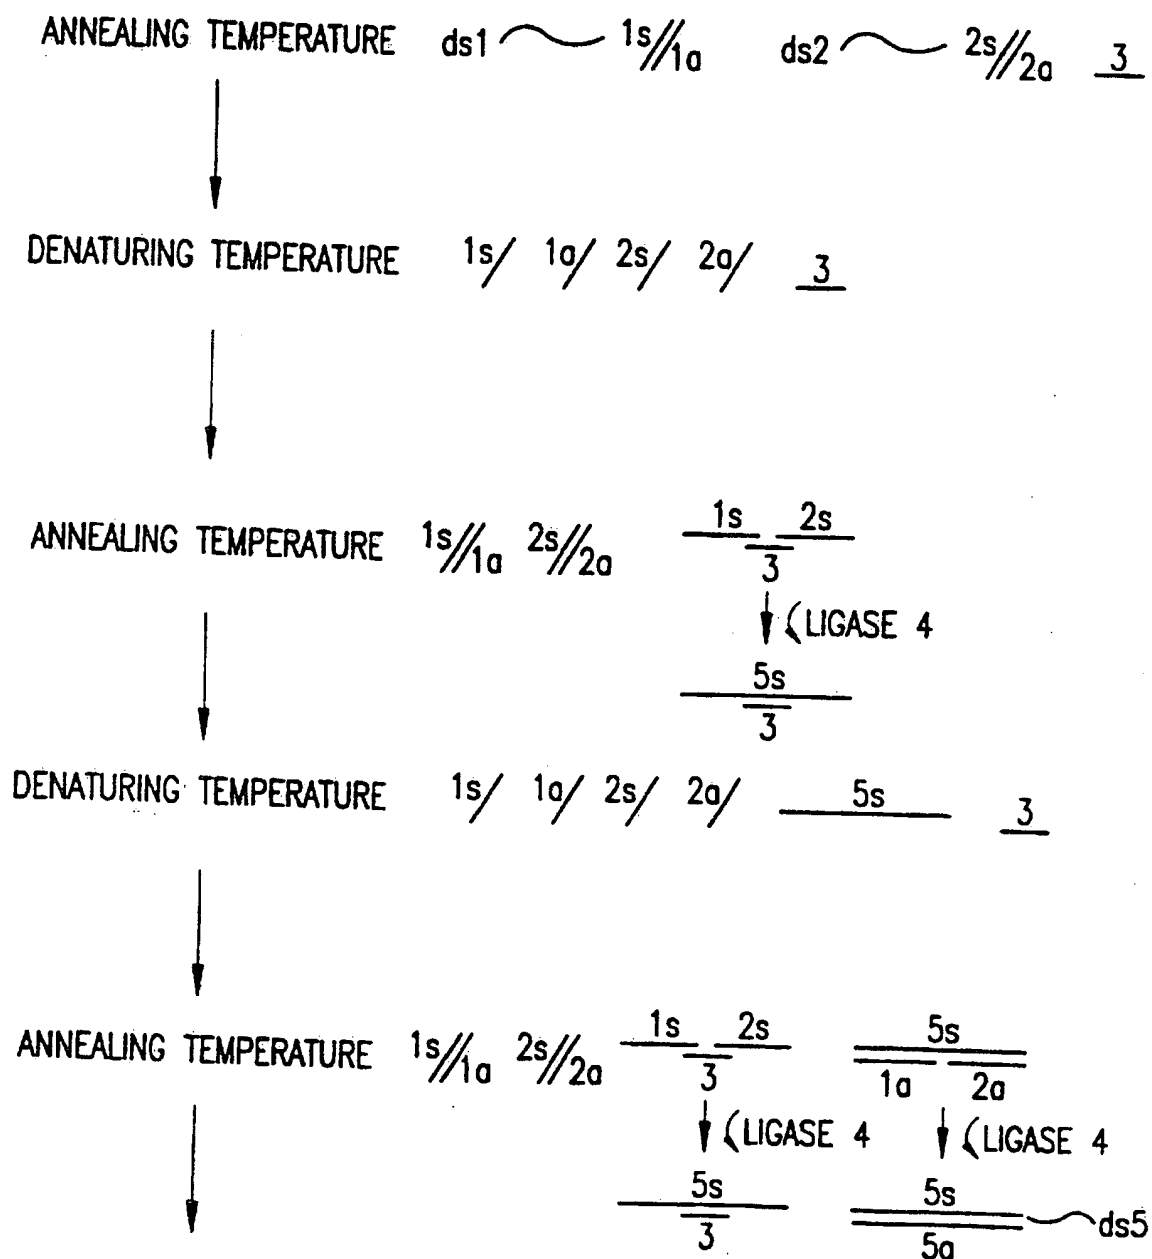 ANNEALING TEMPERATURE ds1 1s//1a ds2 2s//2a 3
DENATURING TEMPERATURE 1s/ 1a/ 2s/ 2a/ 3
ANNEALING TEMPERATURE 1s//1a 2s//2a 1s 2s
3
LIGASE 4
5s
3
DENATURING TEMPERATURE 1s/ 1a/ 2s/ 2a/ 5s 3
ANNEALING TEMPERATURE 1s//1a 2s//2a 1s 2s 5s
3 1a 2a
LIGASE 4 LIGASE 4
5s 5s ds5
3 5a